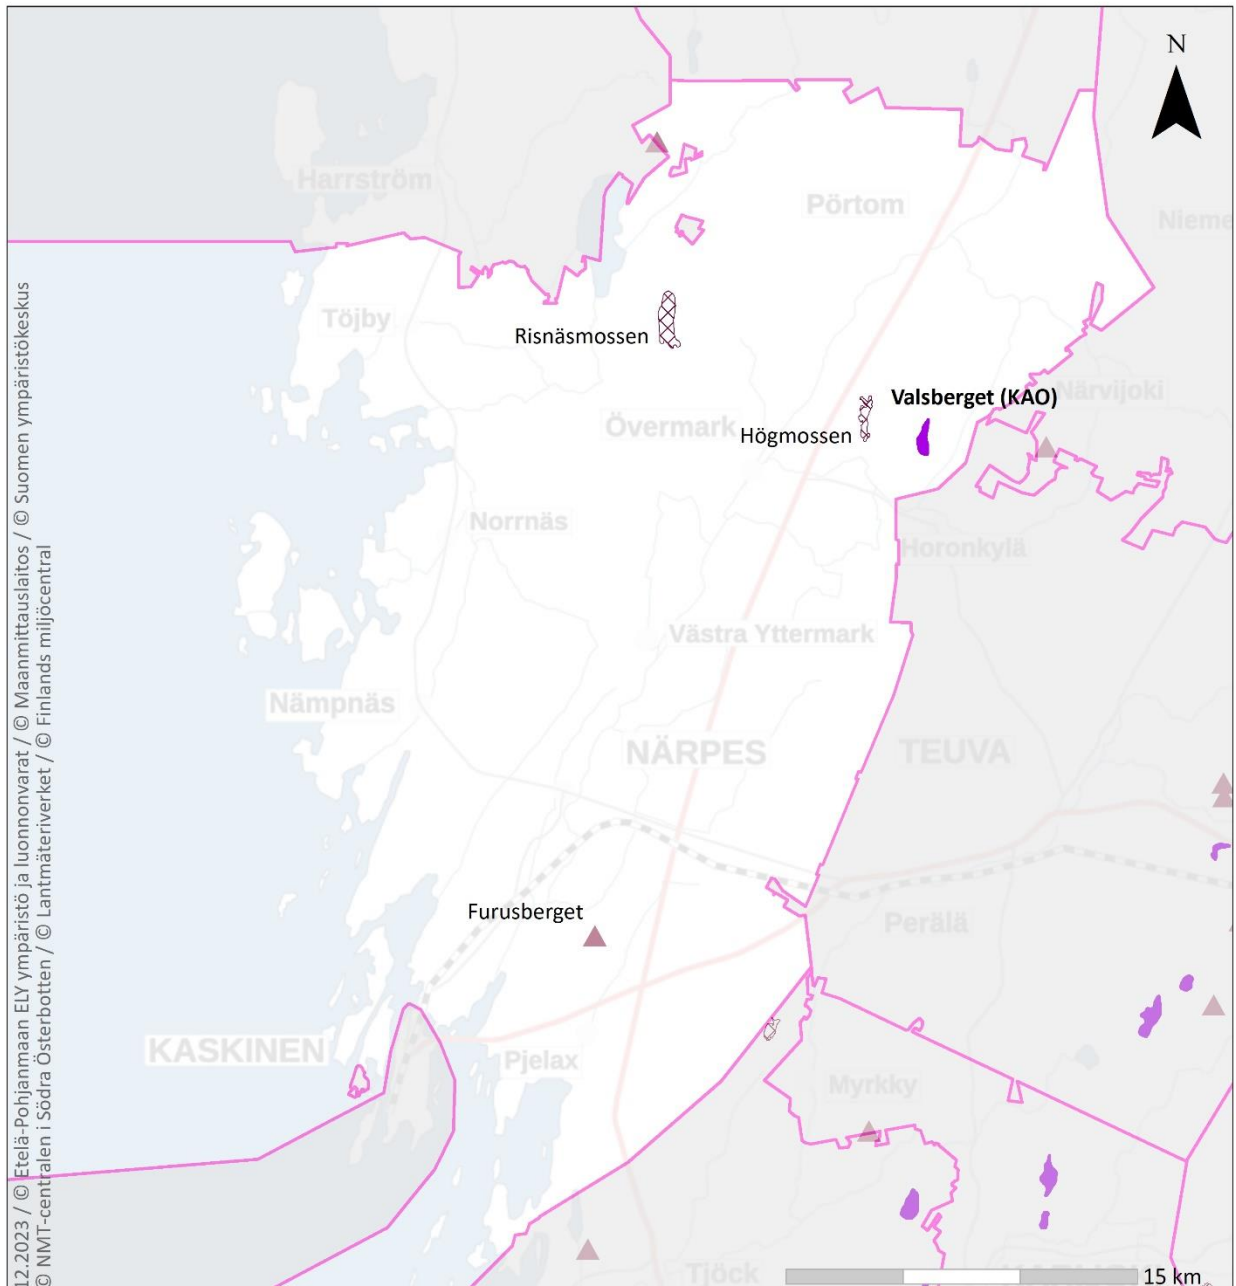 N
Harrström
Pörtom
Nieme
Töjby
Risnäsmossen
Valsberget (KAO)
Närvijoki
Övermark
Högmossen
Norrnäs
Horonkylä
Västra Yttermark
Nämpnäs
NÄRPES
TEUVA
Furusberget
Perälä
KASKINEN
Pjelax
Myrkky
Tjöck
15 km
12.2023 / © Etelä-Pohjanmaan ELY ympäristö ja luonnonvarat / © Maanmittauslaitos / © Suomen ympäristökeskus
© NMT-centralen i Södra Österbotten / © Lantmäteriverket / © Finlands miljöcentral